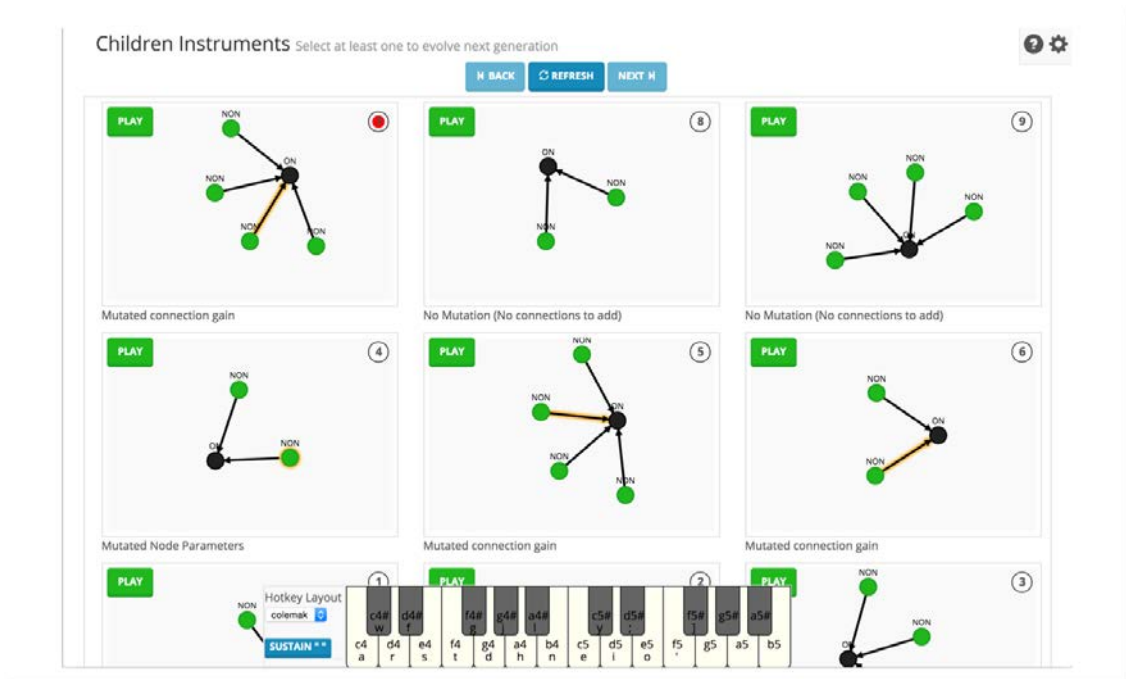 Children Instruments Select at least one to evolve next generation
BACK REFRESH NEXT
PLAY NON ON NON NON NON
Mutated connection gain
PLAY 8 ON NON NON
No Mutation (No connections to add)
PLAY 9 NON NON NON NON
No Mutation (No connections to add)
PLAY 4 NON ON NON
Mutated Node Parameters
PLAY 5 NON NON ON NON NON
Mutated connection gain
PLAY 6 NON ON NON
Mutated connection gain
PLAY 1 NON
PLAY 2
PLAY 3 NON NON
Hotkey Layout
colemak
SUSTAIN
c4# d4# f4# g4# a4# c5# d5# f5# g5# a5#
w f g j l y ;
c4 d4 e4 f4 g4 a4 b4 c5 d5 e5 f5 g5 a5 b5
a r s t d h n e i o '